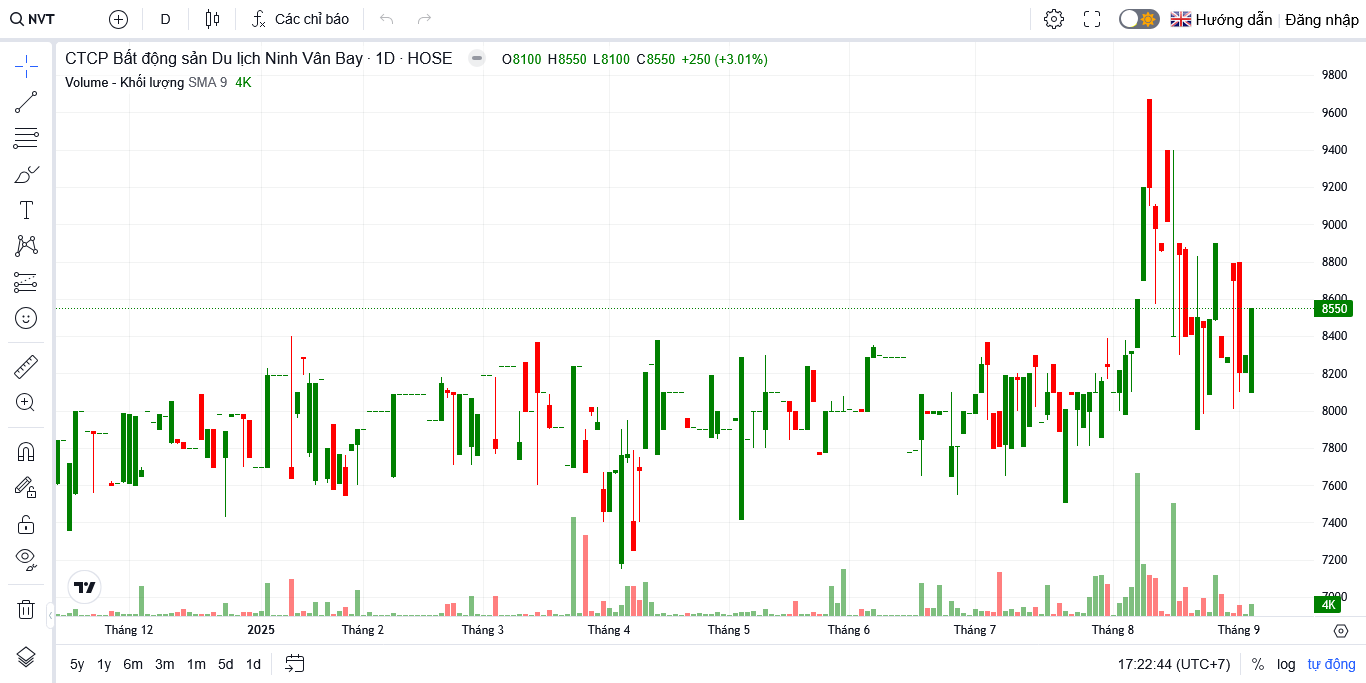 NVT D Các chỉ báo Hướng dẫn Đăng nhập
CTCP Bất động sản Du lịch Ninh Vân Bay · 1D · HOSE O8100 H8550 L8100 C8550 +250 (+3.01%)
Volume - Khối lượng SMA 9 4K
9800
9600
9400
9200
9000
8800
8600
8550
8400
8200
8000
7800
7600
7400
7200
7000
4K
Tháng 12 2025 Tháng 2 Tháng 3 Tháng 4 Tháng 5 Tháng 6 Tháng 7 Tháng 8 Tháng 9
5y 1y 6m 3m 1m 5d 1d 17:22:44 (UTC+7) % log tự động